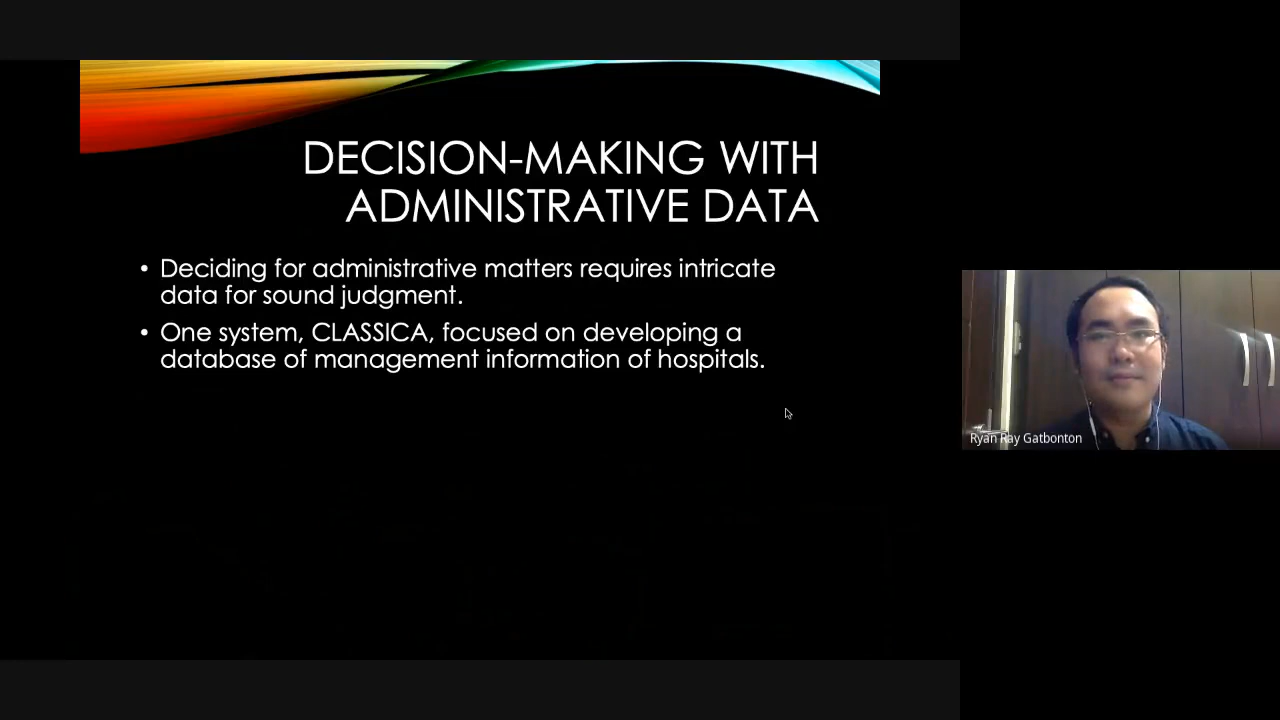 DECISION-MAKING WITH
ADMINISTRATIVE DATA
• Deciding for administrative matters requires intricate
data for sound judgment.
• One system, CLASSICA, focused on developing a
database of management information of hospitals.
Ryan Ray Gatbonton